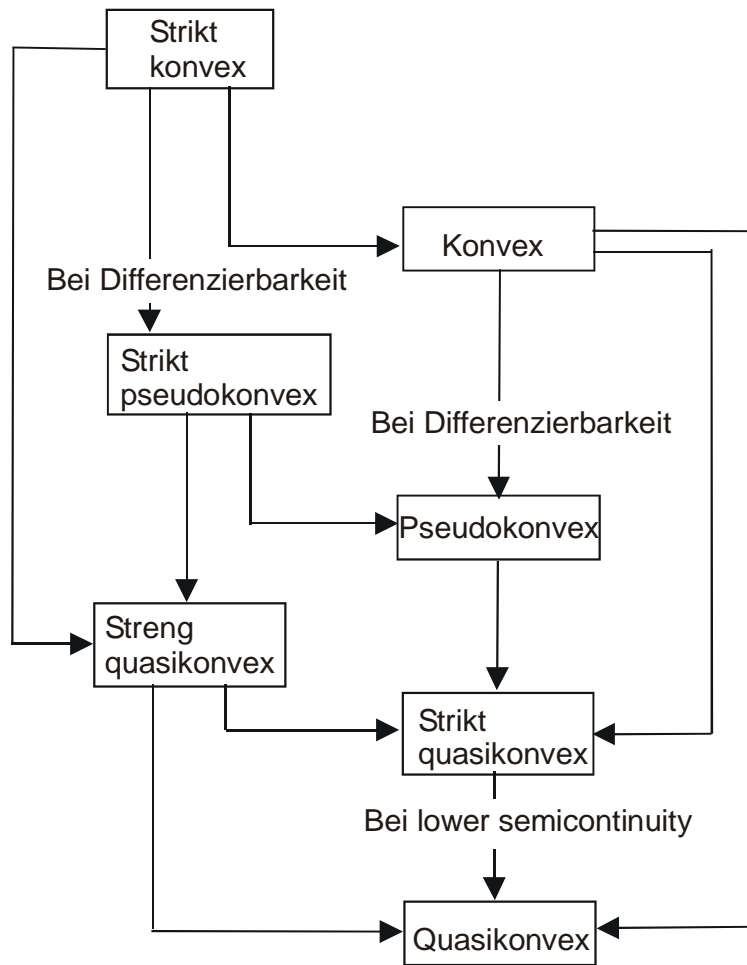 Strikt
konvex
Konvex
Bei Differenzierbarkeit
Strikt
pseudokonvex
Bei Differenzierbarkeit
Pseudokonvex
Streng
quasikonvex
Strikt
quasikonvex
Bei lower semicontinuity
Quasikonvex